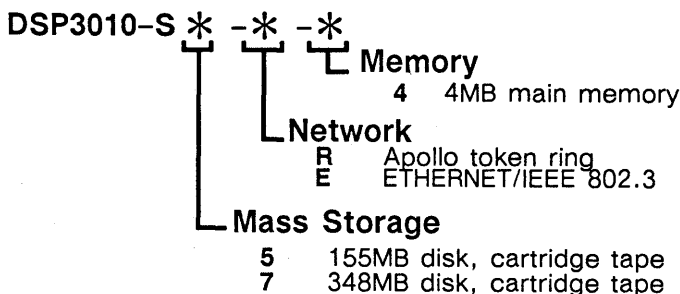 DSP3010-S * -* -*
Memory
4 4MB main memory
Network
R Apollo token ring
E ETHERNET/IEEE 802.3
Mass Storage
5 155MB disk, cartridge tape
7 348MB disk, cartridge tape